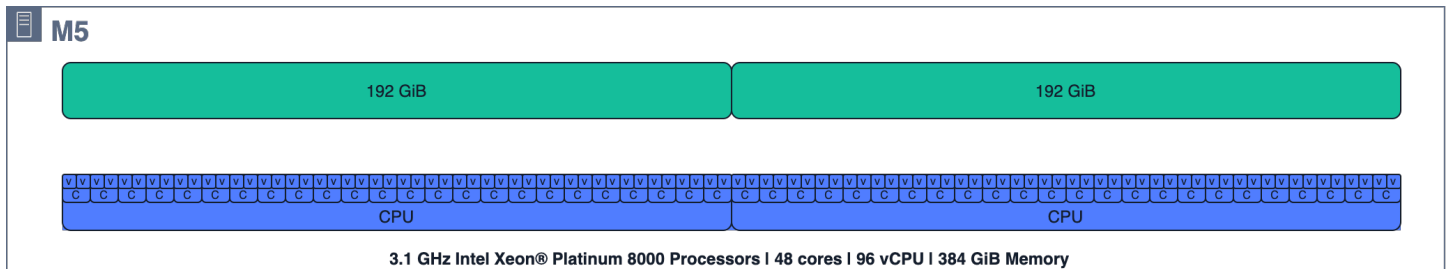 M5
192 GiB 192 GiB
v v v v v v v v v v v v v v v v v v v v v v v v v v v v v v v v v v v v v v v v v v v v v v v v v v v v v v v v v v v v v v v v v v v v v v v v v v v v v v v v v v v v v v v v v v v v v v v v
C C C C C C C C C C C C C C C C C C C C C C C C C C C C C C C C C C C C C C C C C C C C C C C C
CPU CPU
3.1 GHz Intel Xeon® Platinum 8000 Processors | 48 cores | 96 vCPU | 384 GiB Memory